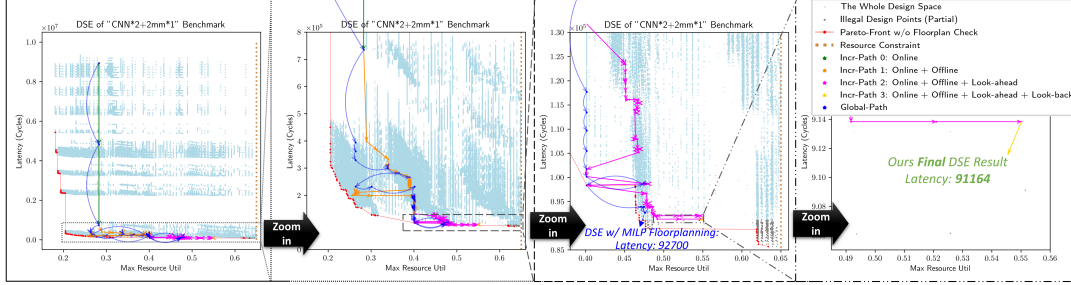 DSE of "CNN*2+2mm*1" Benchmark
×10⁷
1.0
0.8
0.6
0.4
0.2
0.0
Latency (Cycles)
0.2
0.3
0.4
0.5
0.6
Max Resource Util
Zoom
in
DSE of "CNN*2+2mm*1" Benchmark
×10⁵
8
7
6
5
4
3
2
1
0
Latency (Cycles)
0.2
0.3
0.4
0.5
0.6
Max Resource Util
Zoom
in
DSE of "CNN*2+2mm*1" Benchmark
×10⁵
1.30
1.25
1.20
1.15
1.10
1.05
1.00
0.95
0.90
0.85
Latency (Cycles)
0.40
0.45
0.50
0.55
0.60
0.65
Max Resource Util
DSE w/ MILP Floorplanning:
Latency: 92700
Zoom
in
The Whole Design Space
Illegal Design Points (Partial)
Pareto-Front w/o Floorplan Check
Resource Constraint
Incr-Path 0: Online
Incr-Path 1: Online + Offline
Incr-Path 2: Online + Offline + Look-ahead
Incr-Path 3: Online + Offline + Look-ahead + Look-back
Global-Path
9.14
9.12
9.10
9.08
Latency (Cycles)
Ours Final DSE Result
Latency: 91164
0.49
0.50
0.51
0.52
0.53
0.54
0.55
0.56
Max Resource Util